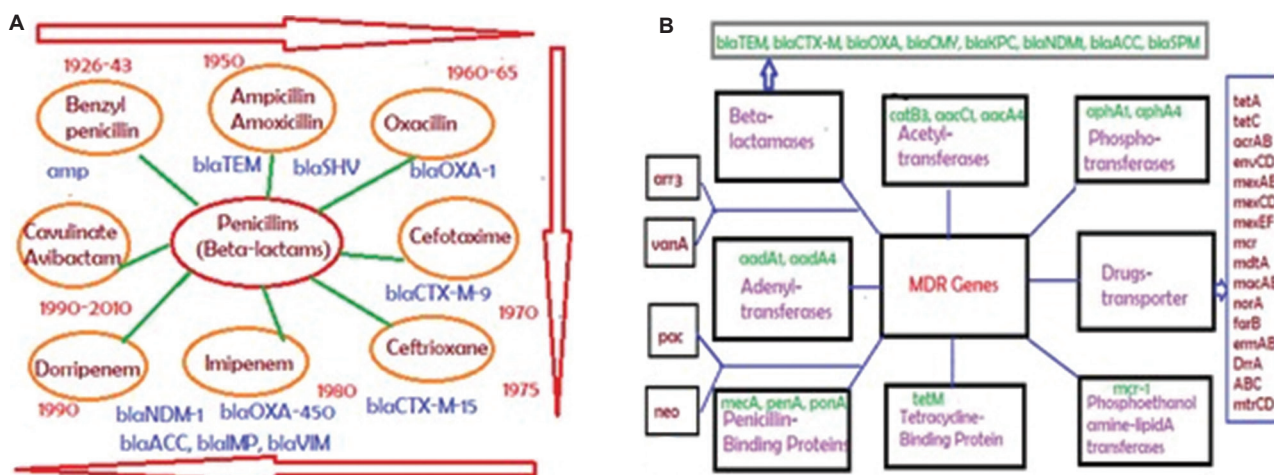 A
1926-43
1950
1960-65
Benzyl
penicillin
Ampicillin
Amoxicillin
Oxacillin
amp
blaTEM
blaSHV
blaOXA-1
Penicillins
(Beta-lactams)
Cavulinate
Avibactam
Cefotaxime
blaCTX-M-9
1990-2010
1970
Dorripenem
Imipenem
Ceftrioxane
1990
1980
1975
blaNDM-1
blaOXA-450
blaCTX-M-15
blaACC, blaIMP, blaVIM
B
blaTEM, blaCTX-M, blaOXA, blaCMY, blaKPC, blaNDM1, blaACC, blaSPM
Beta-
lactamases
catB3, aacC1, aacA4
Acetyl-
transferases
aphA1, aphA4
Phospho-
transferases
arr3
vanA
aadA1, aadA4
Adenyl-
transferases
MDR Genes
Drugs-
transporter
pac
neo
mecA, penA, ponA
Penicillin-
Binding Proteins
tetM
Tetracycline-
Binding Protein
mcr-1
Phosphoethanol
amine-lipidA
transferases
tetA
tetC
acrAB
envCD
mexAB
mexCD
mexEF
mcr
mdtA
macAB
norA
farB
ermAB
DrrA
ABC
mtrCD